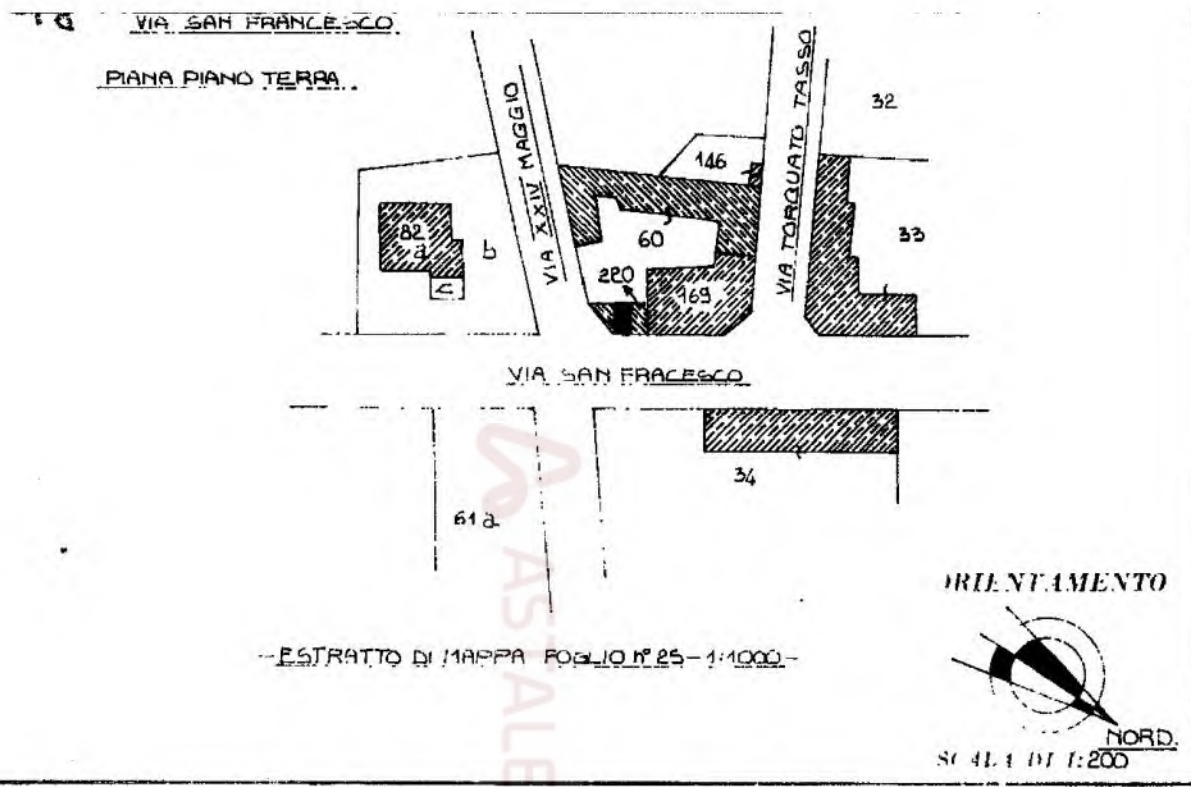 VIA SAN FRANCESCO
PIANA PIANO TERRA
VIA XXIV MAGGIO
VIA TORQUATO TASSO
32
146
82
a
b
c
60
33
220
169
VIA SAN FRACESCO
34
61 a
ASTALE
ORIENTAMENTO
-ESTRATTO DI MAPPA FOGLIO N° 25-1:1000-
NORD.
SCALA DI 1:200